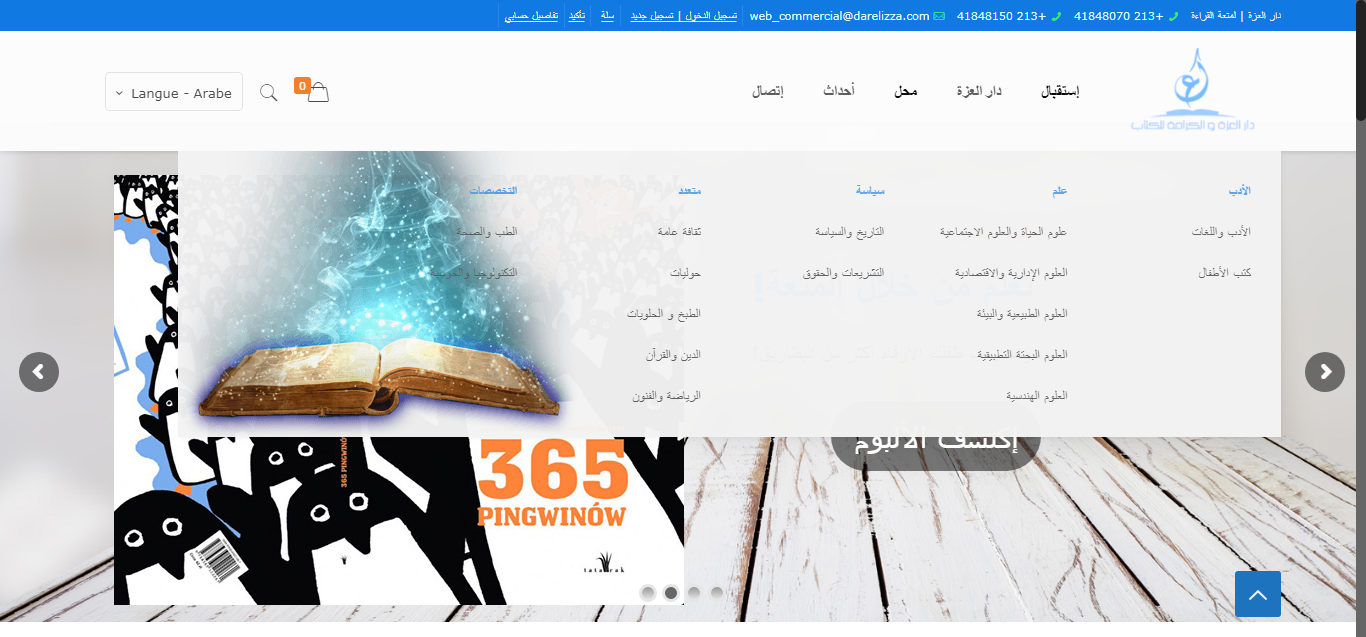 دار العزة | لمتعة القراءة
+213 41848070
+213 41848150
web_commercial@darelizza.com
تسجيل الدخول | تسجيل جديد
سلة
تأكيد
تفاصيل حسابي
دار العزة و الكرامة للكتاب
إستقبال
دار العزة
محل
أحداث
إتصال
0
Langue - Arabe
الأدب
الأدب واللغات
كتب الأطفال
علم
علوم الحياة والعلوم الاجتماعية
العلوم الإدارية والاقتصادية
العلوم الطبيعية والبيئة
العلوم البحتة التطبيقية
العلوم الهندسية
سياسة
التاريخ والسياسة
التشريعات والحقوق
متعدد
ثقافة عامة
حوليات
الطبخ و الحلويات
الدين والقرآن
الرياضة والفنون
التخصصات
الطب والصحة
التكنولوجيا والحوسبة
إكتشف الألبوم
365 PINGWINÓW
365
PINGWINÓW
tatarak